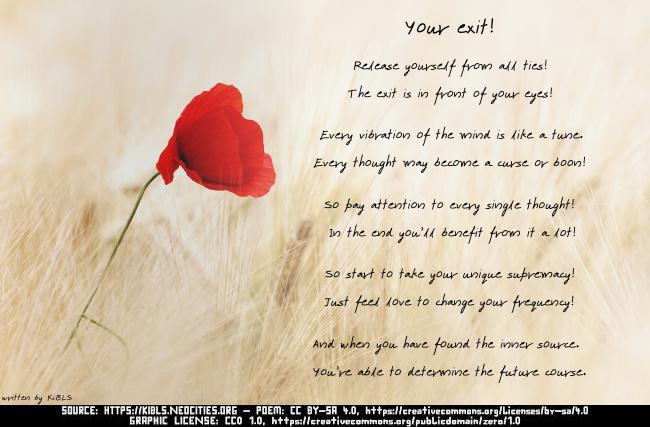 Your exit!
Release yourself from all ties!
The exit is in front of your eyes!
Every vibration of the mind is like a tune.
Every thought may become a curse or boon!
So pay attention to every single thought!
In the end you'll benefit from it a lot!
So start to take your unique supremacy!
Just feel love to change your frequency!
And when you have found the inner source.
You're able to determine the future course.
written by KiBLS
SOURCE: HTTPS://KIBLS.NEOCITIES.ORG – POEM: CC BY-SA 4.0, https://creativecommons.org/licenses/by-sa/4.0
GRAPHIC LICENSE: CC0 1.0, https://creativecommons.org/publicdomain/zero/1.0